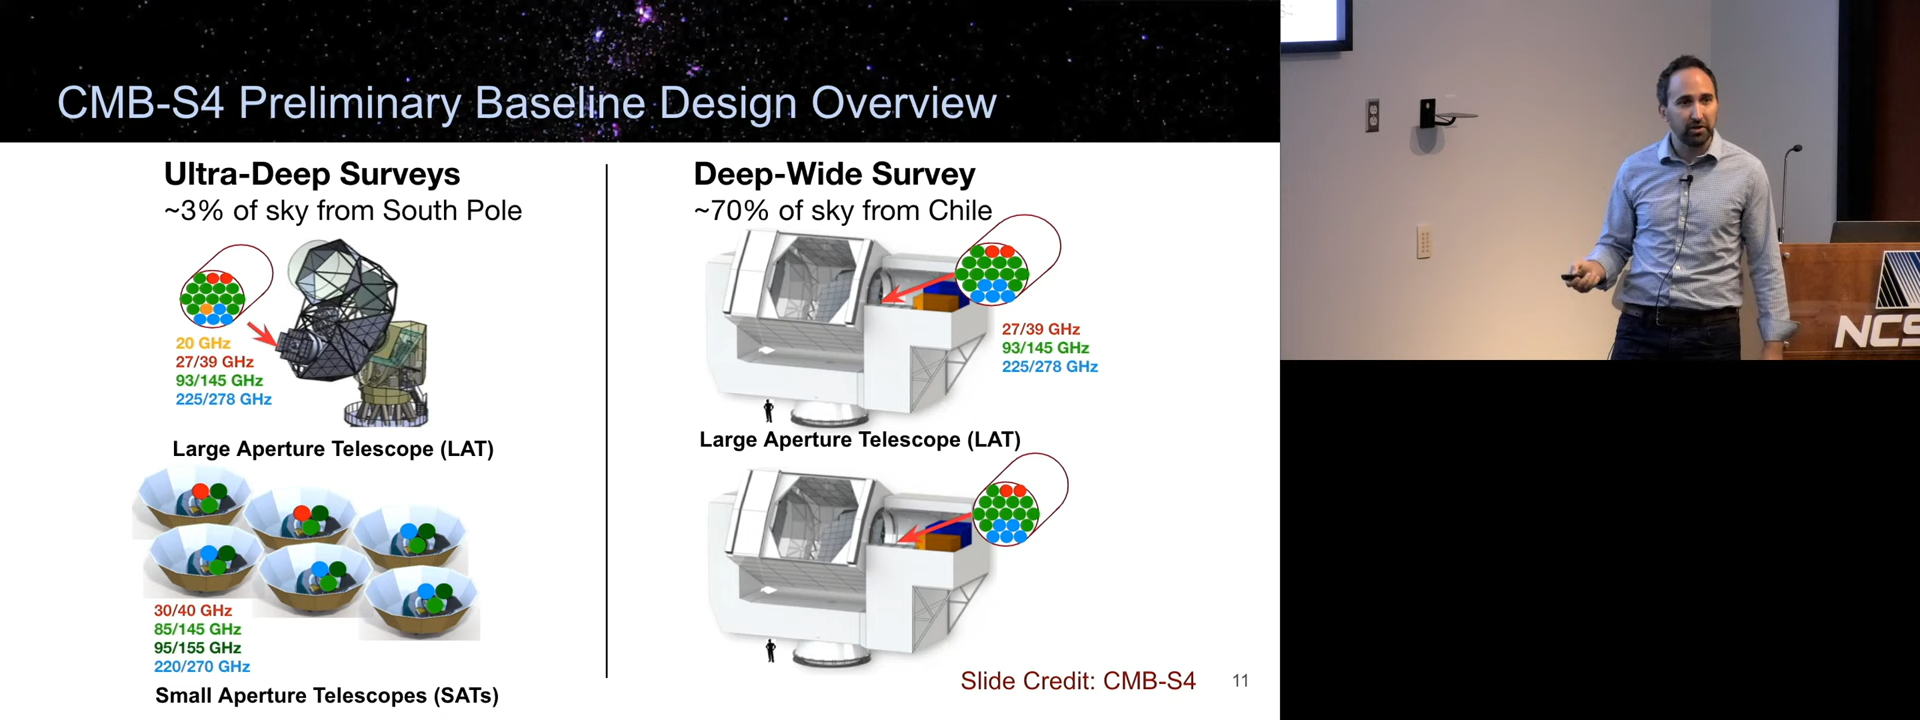 CMB-S4 Preliminary Baseline Design Overview
Ultra-Deep Surveys
~3% of sky from South Pole
20 GHz
27/39 GHz
93/145 GHz
225/278 GHz
Large Aperture Telescope (LAT)
30/40 GHz
85/145 GHz
95/155 GHz
220/270 GHz
Small Aperture Telescopes (SATs)
Deep-Wide Survey
~70% of sky from Chile
27/39 GHz
93/145 GHz
225/278 GHz
Large Aperture Telescope (LAT)
Slide Credit: CMB-S4
11
NCS